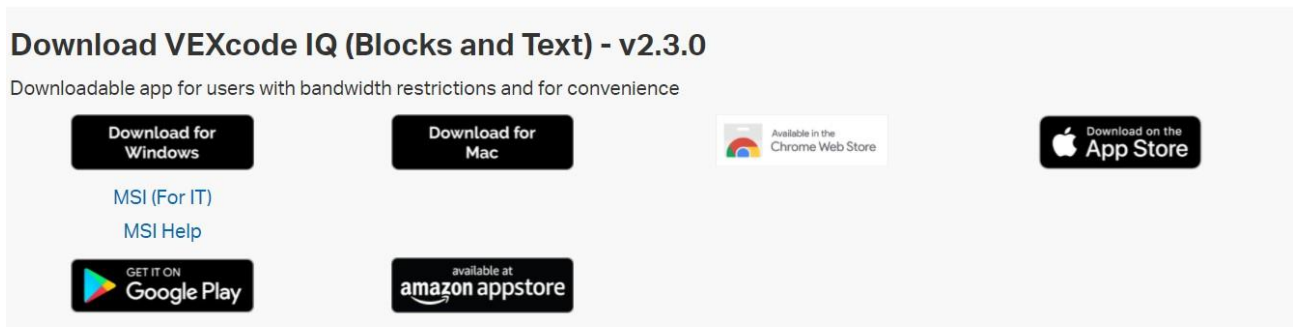 Download VEXcode IQ (Blocks and Text) - v2.3.0
Downloadable app for users with bandwidth restrictions and for convenience
Download for
Windows
Download for
Mac
Available in the
Chrome Web Store
Download on the
App Store
MSI (For IT)
MSI Help
GET IT ON
Google Play
available at
amazon appstore